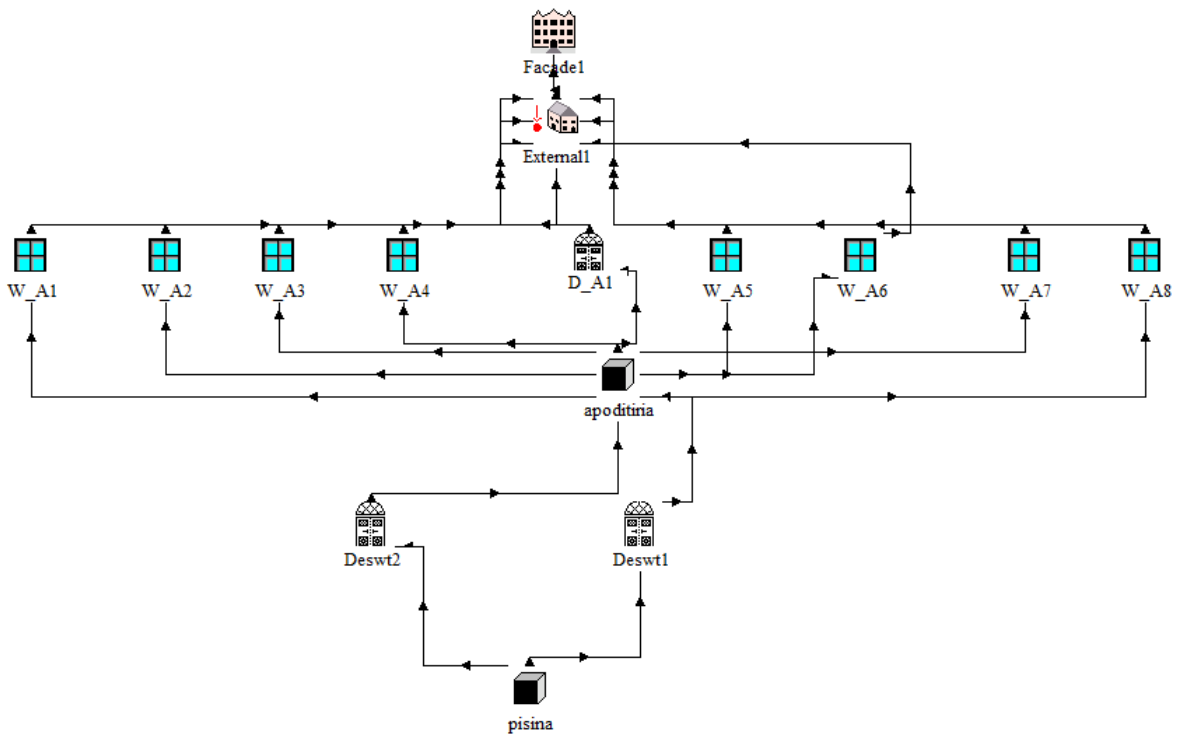 Facade1
External1
W_A1
W_A2
W_A3
W_A4
D_A1
W_A5
W_A6
W_A7
W_A8
apoditiria
Deswt2
Deswt1
pisina